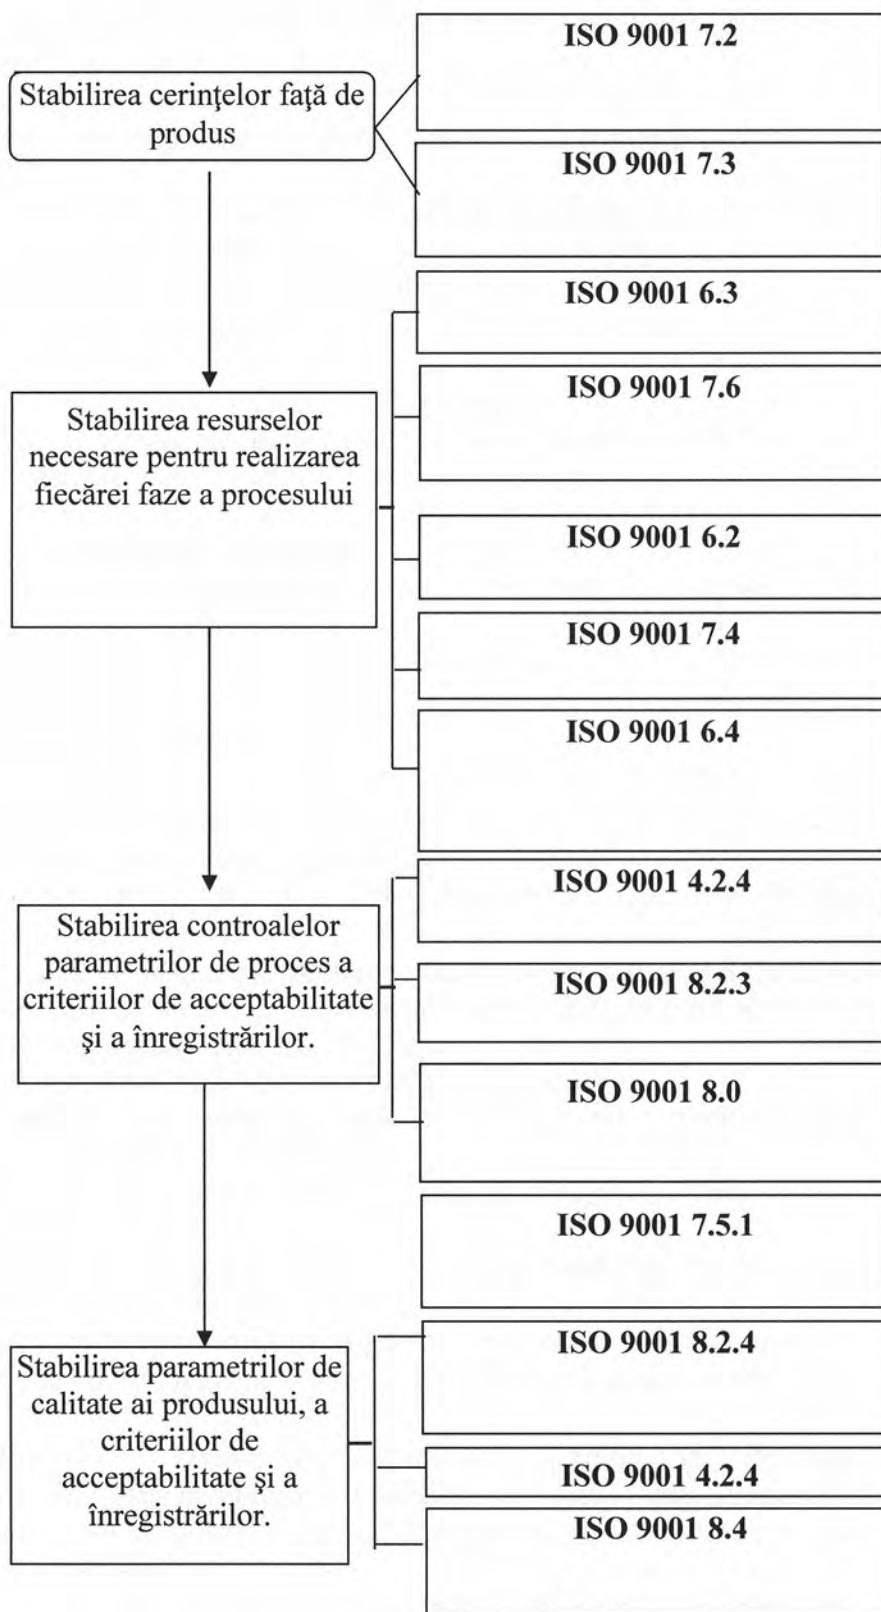 ISO 9001 7.2
Stabilirea cerinţelor faţă de
produs
ISO 9001 7.3
ISO 9001 6.3
ISO 9001 7.6
Stabilirea resurselor
necesare pentru realizarea
fiecărei faze a procesului
ISO 9001 6.2
ISO 9001 7.4
ISO 9001 6.4
ISO 9001 4.2.4
Stabilirea controalelor
parametrilor de proces a
criteriilor de acceptabilitate
şi a înregistrărilor.
ISO 9001 8.2.3
ISO 9001 8.0
ISO 9001 7.5.1
ISO 9001 8.2.4
Stabilirea parametrilor de
calitate ai produsului, a
criteriilor de
acceptabilitate şi a
înregistrărilor.
ISO 9001 4.2.4
ISO 9001 8.4